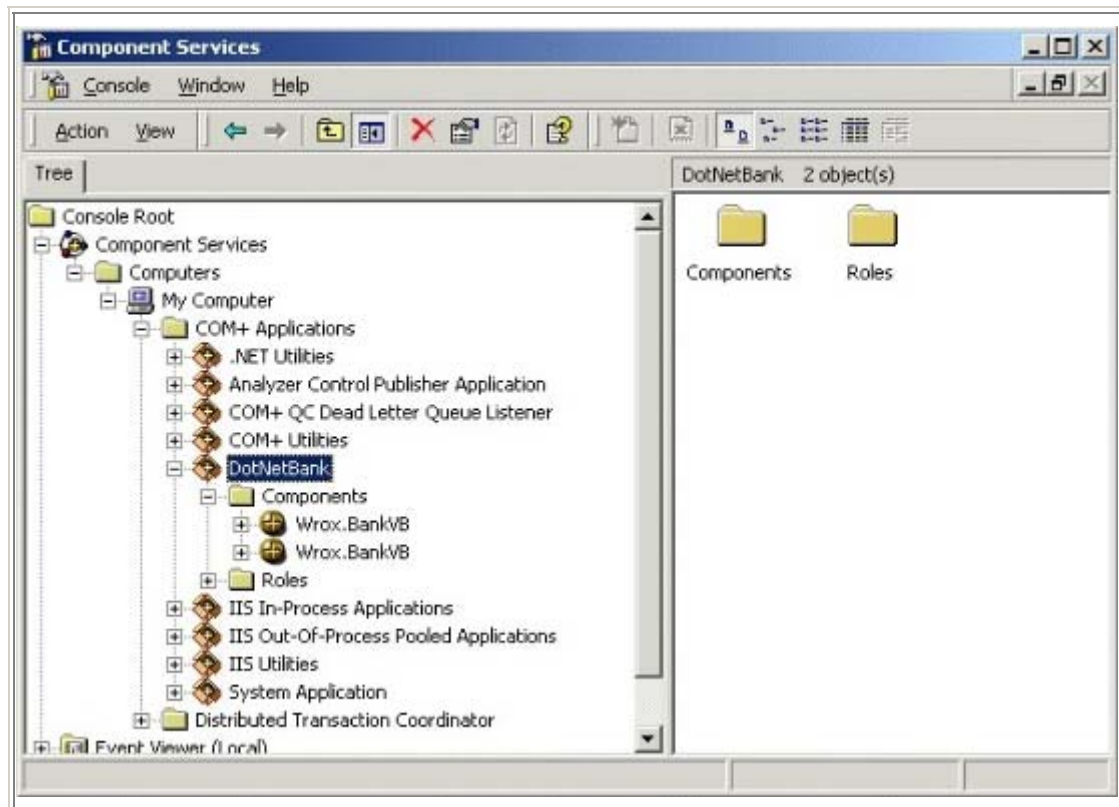 Component Services
Console Window Help
Action View
Tree
DotNetBank 2 object(s)
Console Root
Component Services
Computers
My Computer
COM+ Applications
.NET Utilities
Analyzer Control Publisher Application
COM+ QC Dead Letter Queue Listener
COM+ Utilities
DotNetBank
Components
Wrox.BankVB
Wrox.BankVB
Roles
IIS In-Process Applications
IIS Out-Of-Process Pooled Applications
IIS Utilities
System Application
Distributed Transaction Coordinator
Event Viewer (Local)
Components
Roles